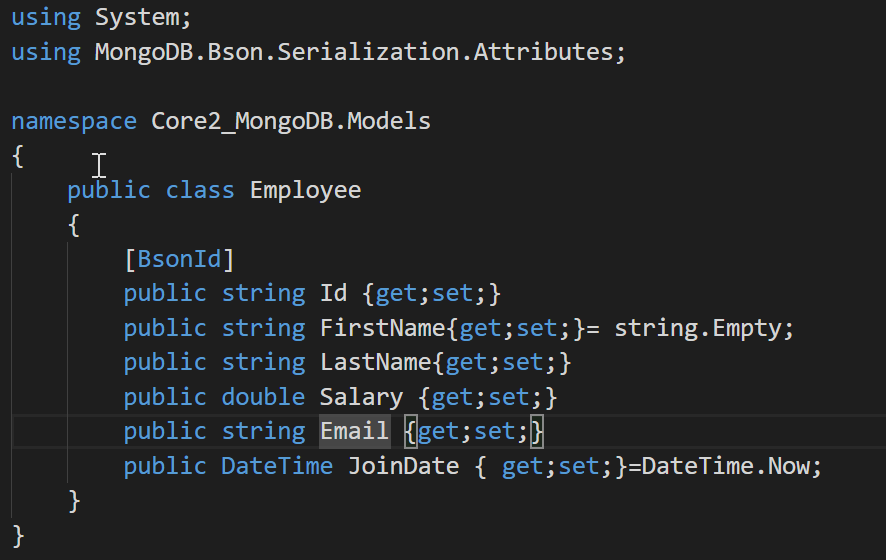 using System;
using MongoDB.Bson.Serialization.Attributes;
namespace Core2_MongoDB.Models
{
public class Employee
{
[BsonId]
public string Id {get;set;}
public string FirstName{get;set;}= string.Empty;
public string LastName{get;set;}
public double Salary {get;set;}
public string Email {get;set;}
public DateTime JoinDate { get;set;}=DateTime.Now;
}
}